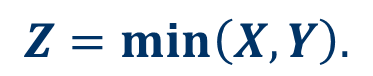 Z = min(X, Y).